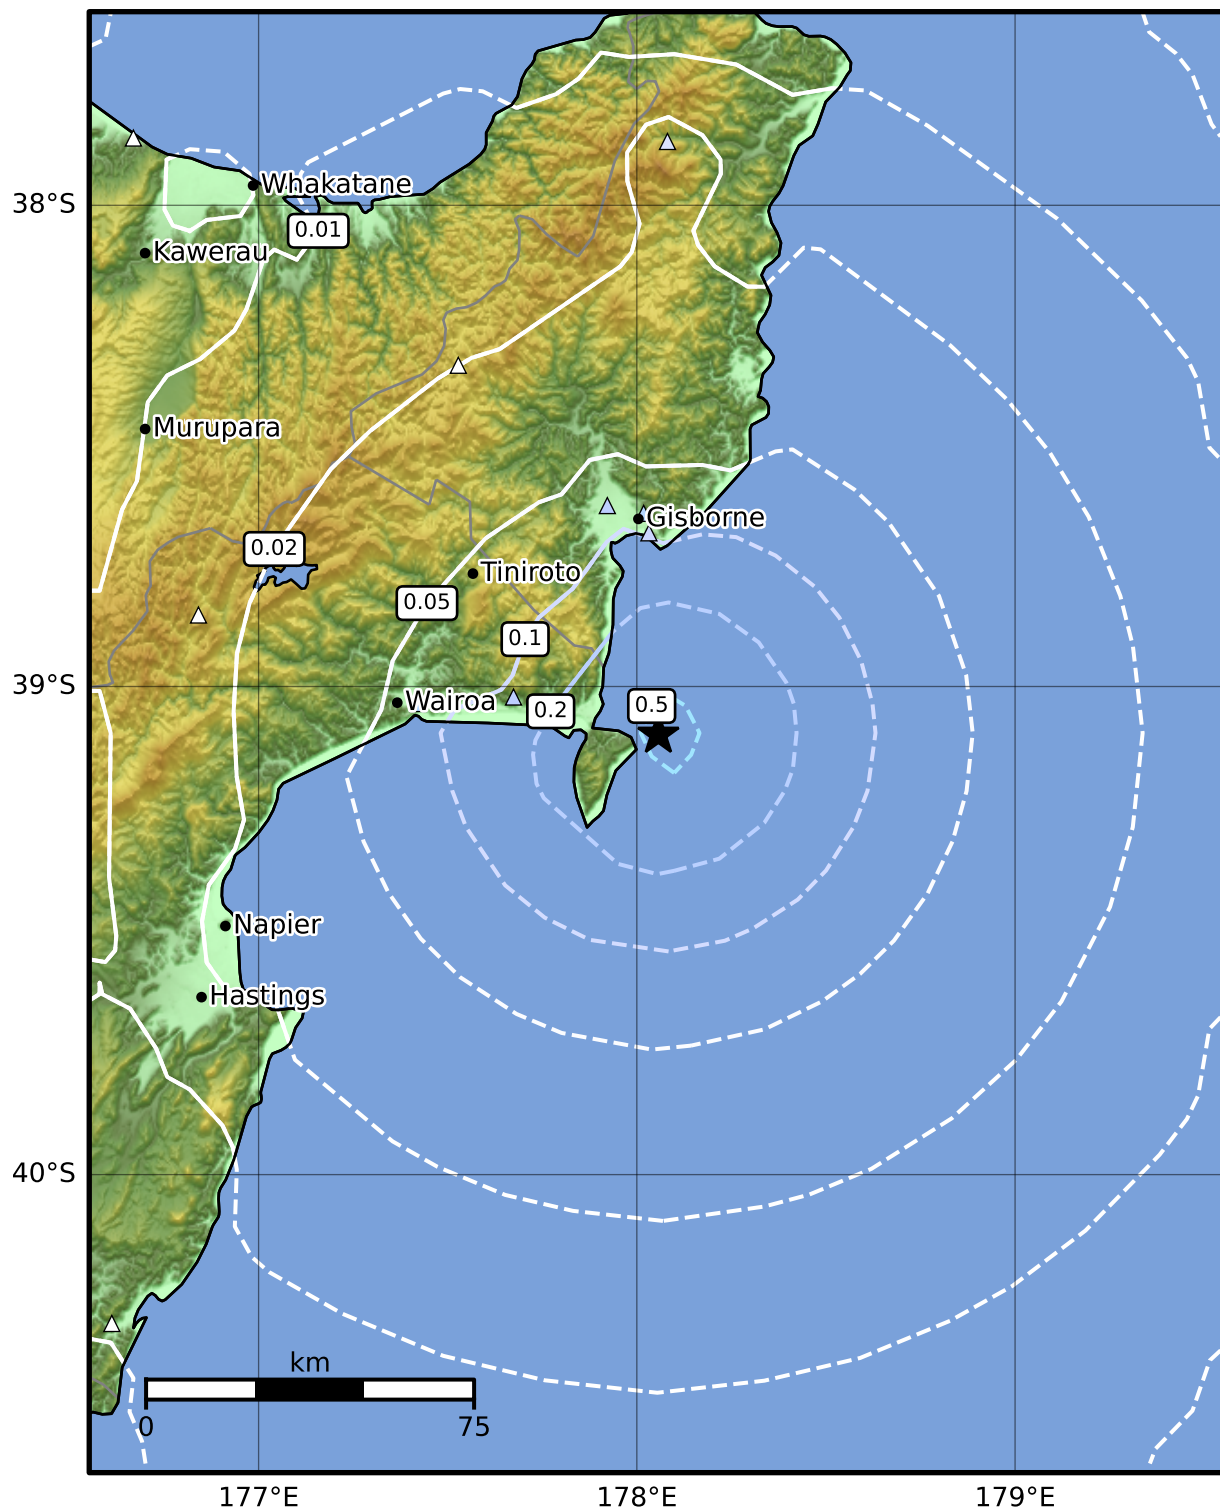 Whakatane
38°S
0.01
Kawerau
Murupara
Gisborne
0.02
Tiniroto
0.05
0.1
39°S
Wairoa
0.2
0.5
Napier
Hastings
40°S
km
0
75
177°E
178°E
179°E